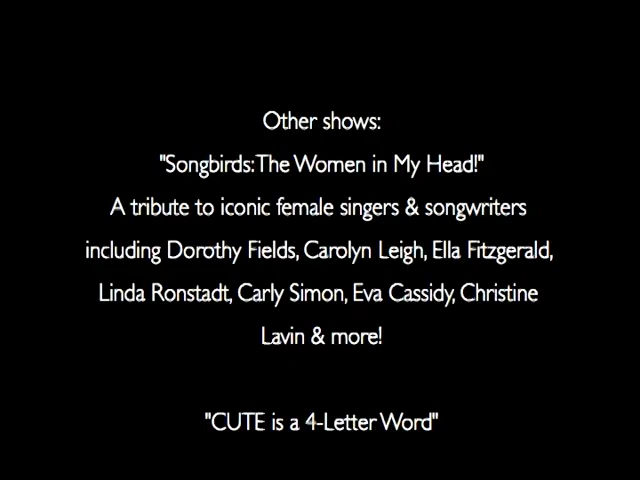 Other shows:
"Songbirds: The Women in My Head!"
A tribute to iconic female singers & songwriters
including Dorothy Fields, Carolyn Leigh, Ella Fitzgerald,
Linda Ronstadt, Carly Simon, Eva Cassidy, Christine
Lavin & more!
"CUTE is a 4-Letter Word"